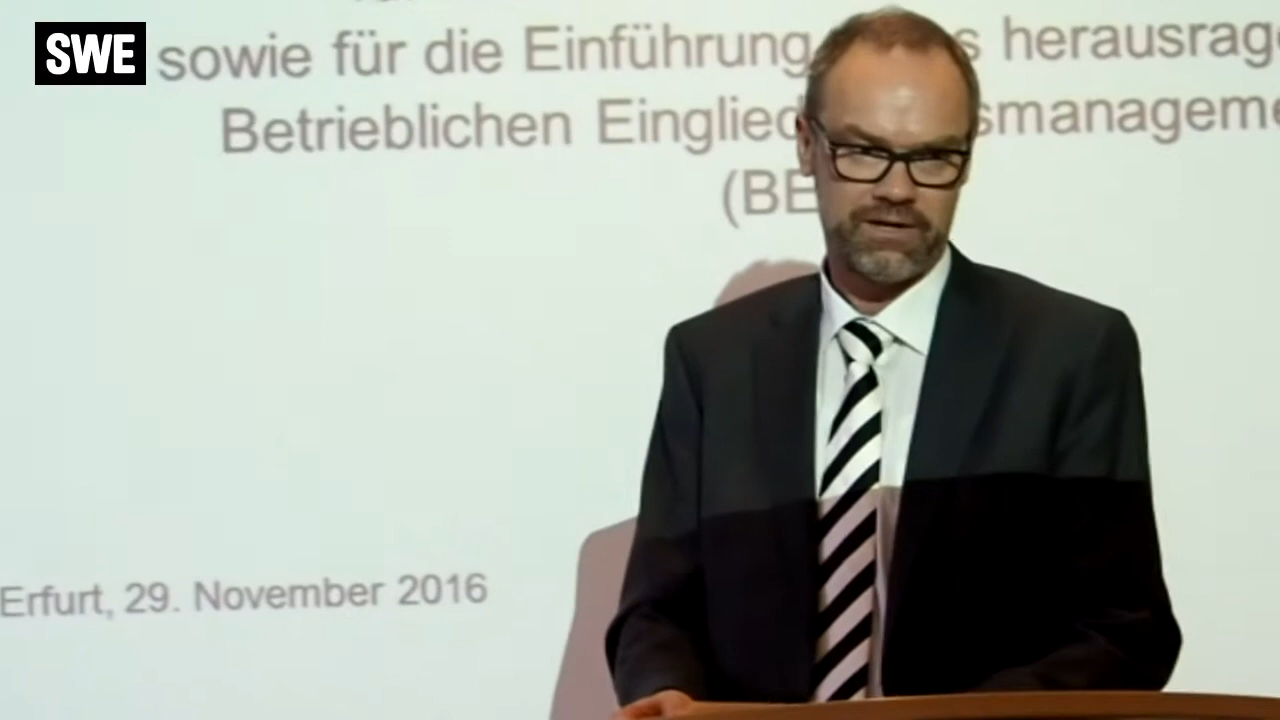 SWE
sowie für die Einführung s herausrag
Betrieblichen Einglied smanageme
(BE
Erfurt, 29. November 2016